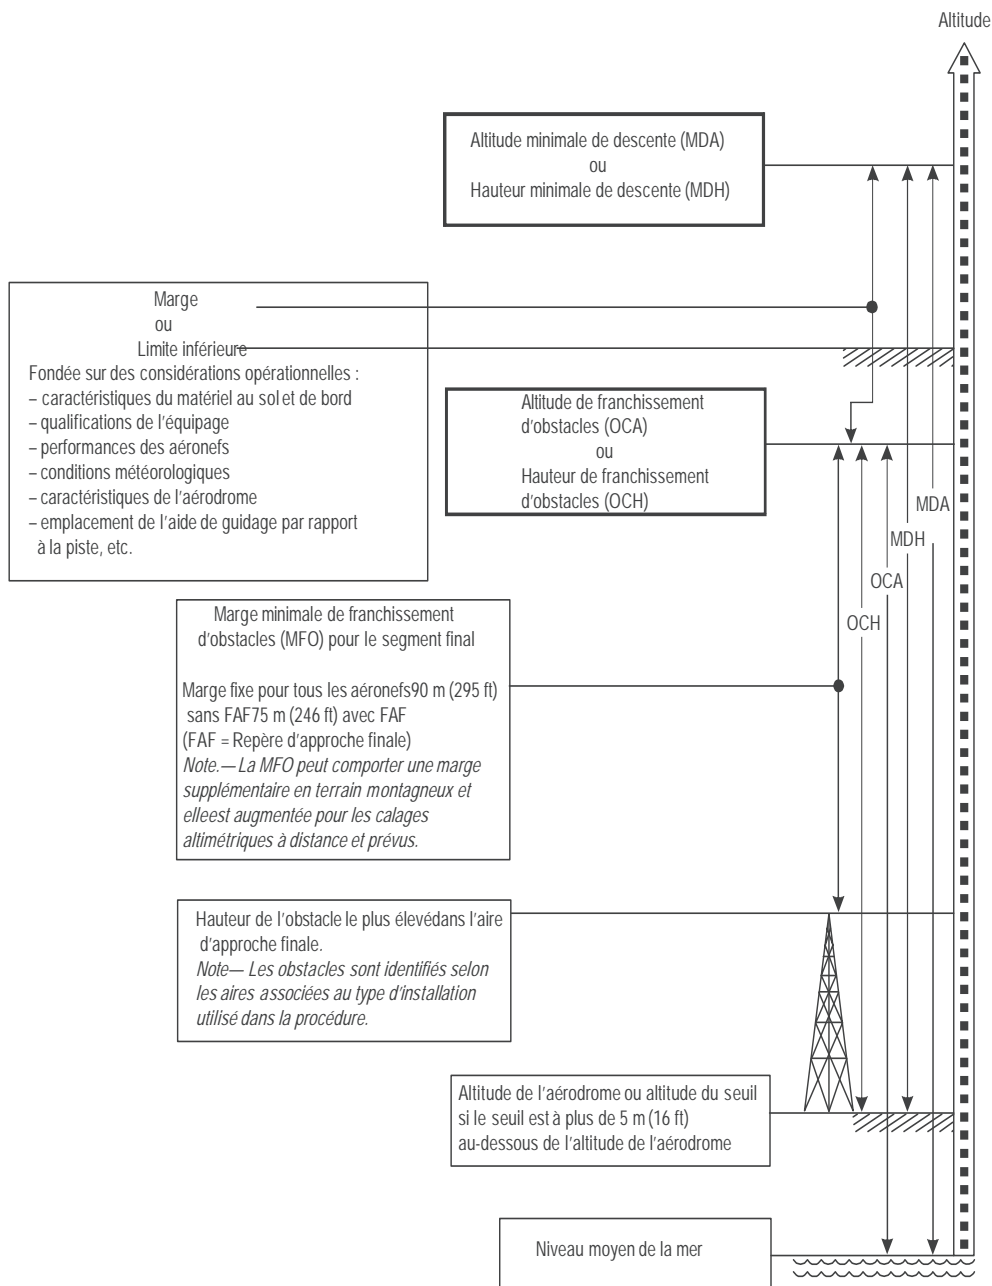 Altitude
Altitude minimale de descente (MDA)
ou
Hauteur minimale de descente (MDH)
Marge
ou
Limite inférieure
Fondée sur des considérations opérationnelles :
– caractéristiques du matériel au sol et de bord
– qualifications de l'équipage
– performances des aéronefs
– conditions météorologiques
– caractéristiques de l'aérodrome
– emplacement de l'aide de guidage par rapport
à la piste, etc.
Altitude de franchissement
d'obstacles (OCA)
ou
Hauteur de franchissement
d'obstacles (OCH)
MDA
MDH
OCA
OCH
Marge minimale de franchissement
d'obstacles (MFO) pour le segment final
Marge fixe pour tous les aéronefs90 m (295 ft)
sans FAF75 m (246 ft) avec FAF
(FAF = Repère d'approche finale)
Note.— La MFO peut comporter une marge
supplémentaire en terrain montagneux et
elleest augmentée pour les calages
altimétriques à distance et prévus.
Hauteur de l'obstacle le plus élevédans l'aire
d'approche finale.
Note— Les obstacles sont identifiés selon
les aires associées au type d'installation
utilisé dans la procédure.
Altitude de l'aérodrome ou altitude du seuil
si le seuil est à plus de 5 m (16 ft)
au-dessous de l'altitude de l'aérodrome
Niveau moyen de la mer